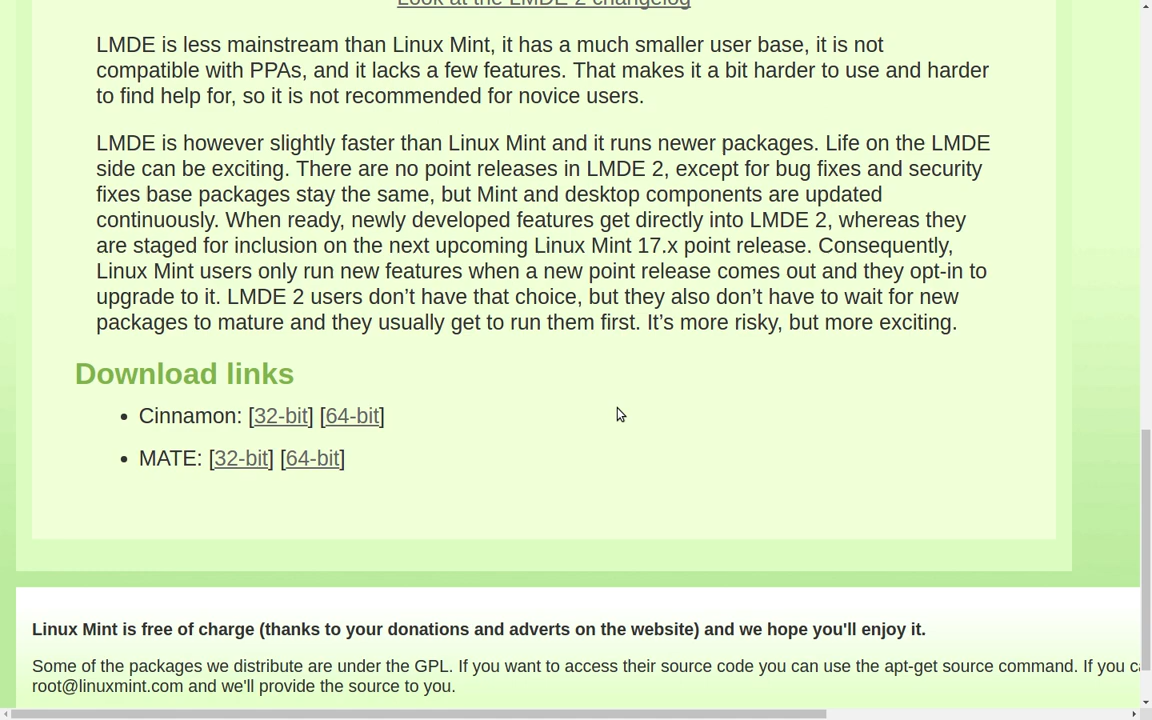 Look at the LMDE 2 changelog
LMDE is less mainstream than Linux Mint, it has a much smaller user base, it is not
compatible with PPAs, and it lacks a few features. That makes it a bit harder to use and harder
to find help for, so it is not recommended for novice users.
LMDE is however slightly faster than Linux Mint and it runs newer packages. Life on the LMDE
side can be exciting. There are no point releases in LMDE 2, except for bug fixes and security
fixes base packages stay the same, but Mint and desktop components are updated
continuously. When ready, newly developed features get directly into LMDE 2, whereas they
are staged for inclusion on the next upcoming Linux Mint 17.x point release. Consequently,
Linux Mint users only run new features when a new point release comes out and they opt-in to
upgrade to it. LMDE 2 users don’t have that choice, but they also don’t have to wait for new
packages to mature and they usually get to run them first. It’s more risky, but more exciting.
Download links
• Cinnamon: [32-bit] [64-bit]
• MATE: [32-bit] [64-bit]
Linux Mint is free of charge (thanks to your donations and adverts on the website) and we hope you'll enjoy it.
Some of the packages we distribute are under the GPL. If you want to access their source code you can use the apt-get source command. If you
root@linuxmint.com and we'll provide the source to you.